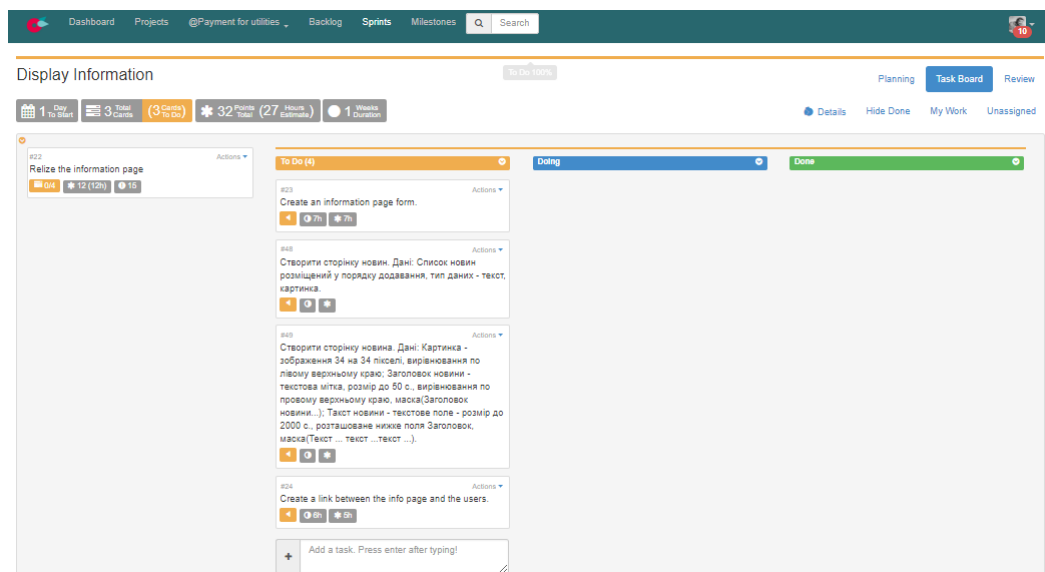 Dashboard Projects @Payment for utilities Backlog Sprints Milestones Search
10
Display Information
To Do 100%
Planning Task Board Review
1 Day To Start 3 Total Cards (3 Cards To Do) 32 Points Total (27 Hours Estimate.) 1 Weeks Duration
Details Hide Done My Work Unassigned
#22 Actions
Relize the information page
0/4 12 (12h) 15
To Do (4)
Doing
Done
#23 Actions
Create an information page form.
7h 7h
#48 Actions
Створити сторінку новин. Дані: Список новин
розміщений у порядку додавання, тип даних - текст,
картинка.
#49 Actions
Створити сторінку новина. Дані: Картинка -
зображення 34 на 34 пікселі, вирівнювання по
лівому верхньому краю; Заголовок новини -
текстова мітка, розмір до 50 с., вирівнювання по
провому верхньому краю, маска(Заголовок
новини...); Такст новини - текстове поле - розмір до
2000 с., розташоване нижке поля Заголовок,
маска(Текст ... текст ...текст ...).
#24 Actions
Create a link between the info page and the users.
5h
Add a task. Press enter after typing!